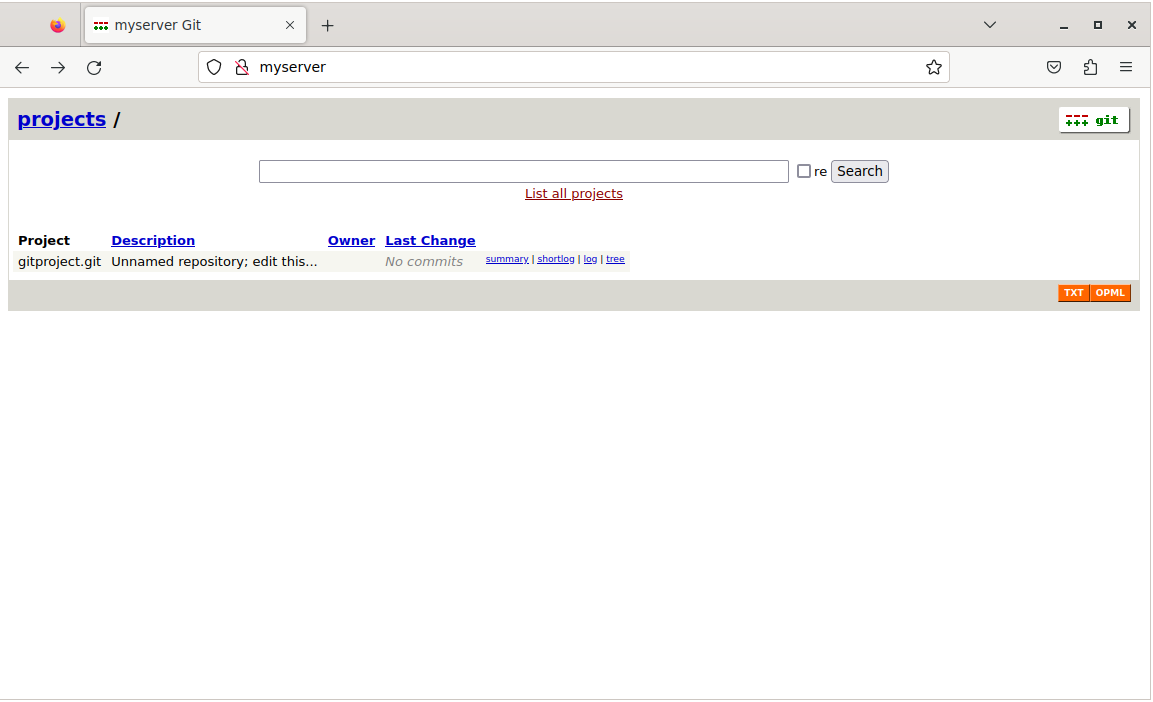 myserver Git
myserver
projects /
git
re Search
List all projects
Project Description Owner Last Change
gitproject.git Unnamed repository; edit this... No commits summary | shortlog | log | tree
TXT OPML